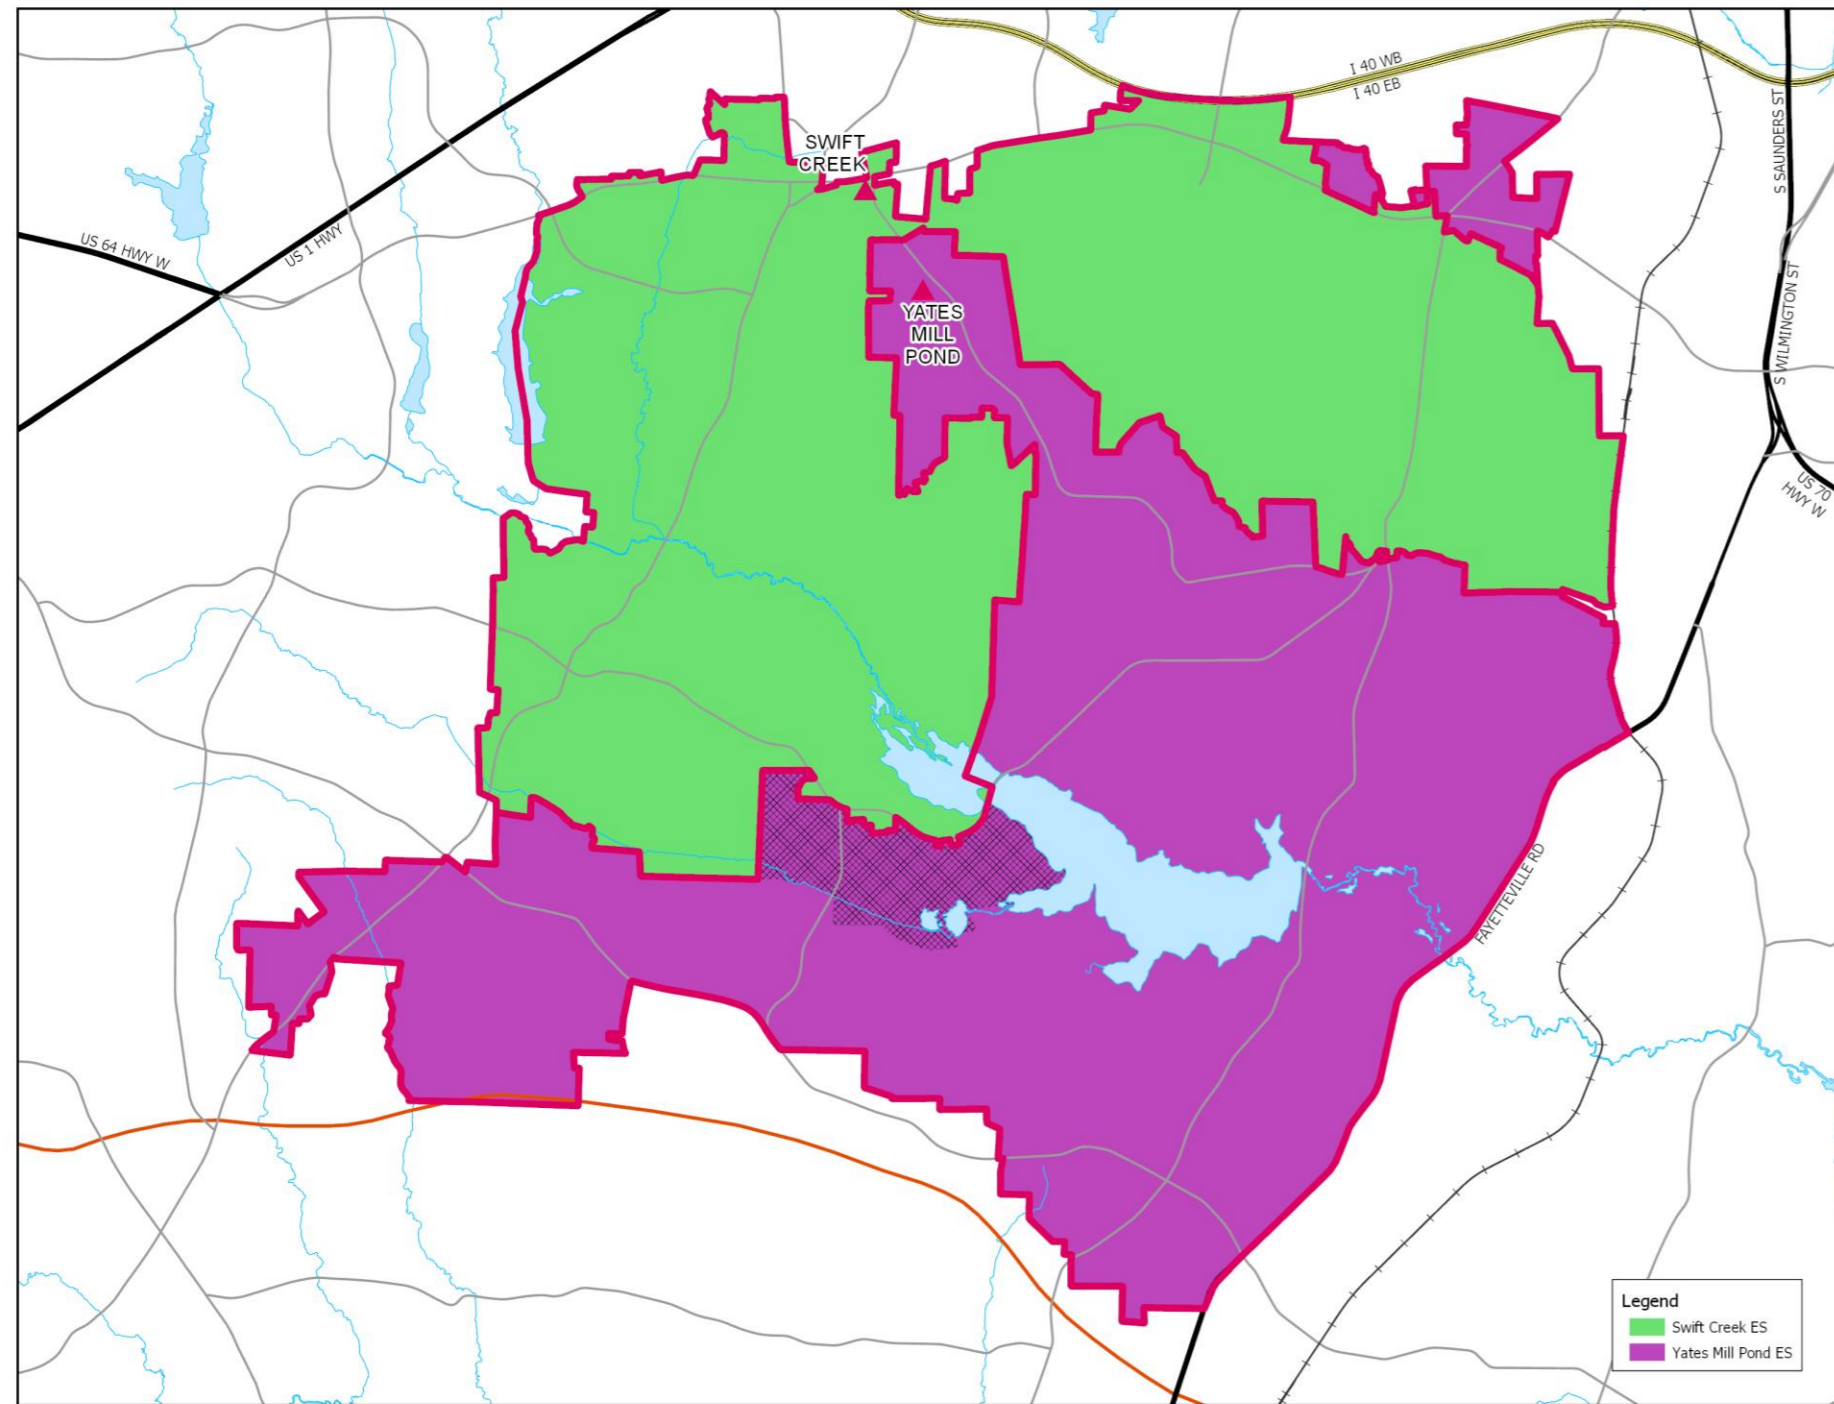 I 40 WB
I 40 EB
S SAUNDERS ST
SWIFT
CREEK
US 64 HWY W
US 1 HWY
S WILMINGTON ST
YATES
MILL
POND
US 70
HWY W
FAYETTEVILLE RD
Legend
Swift Creek ES
Yates Mill Pond ES